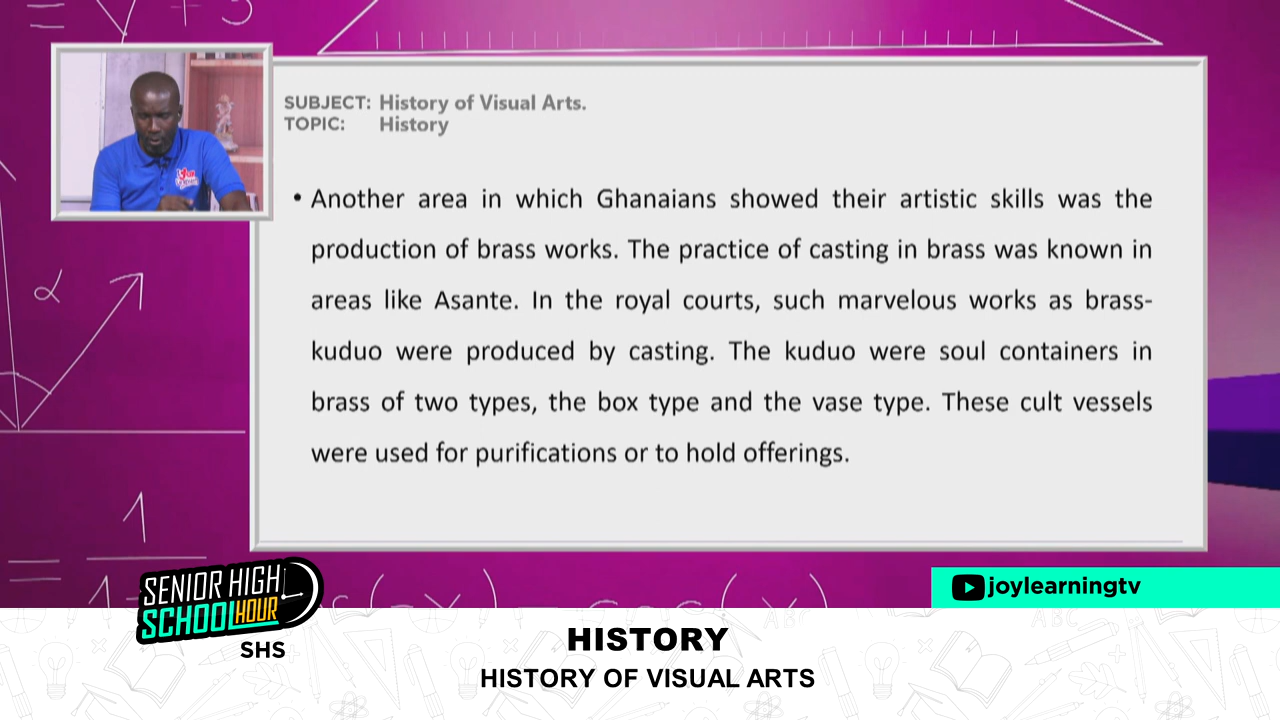 SUBJECT: History of Visual Arts.
TOPIC: History
• Another area in which Ghanaians showed their artistic skills was the
production of brass works. The practice of casting in brass was known in
areas like Asante. In the royal courts, such marvelous works as brass-
kuduo were produced by casting. The kuduo were soul containers in
brass of two types, the box type and the vase type. These cult vessels
were used for purifications or to hold offerings.
SENIOR HIGH
SCHOOL HOUR
SHS
joylearningtv
HISTORY
HISTORY OF VISUAL ARTS